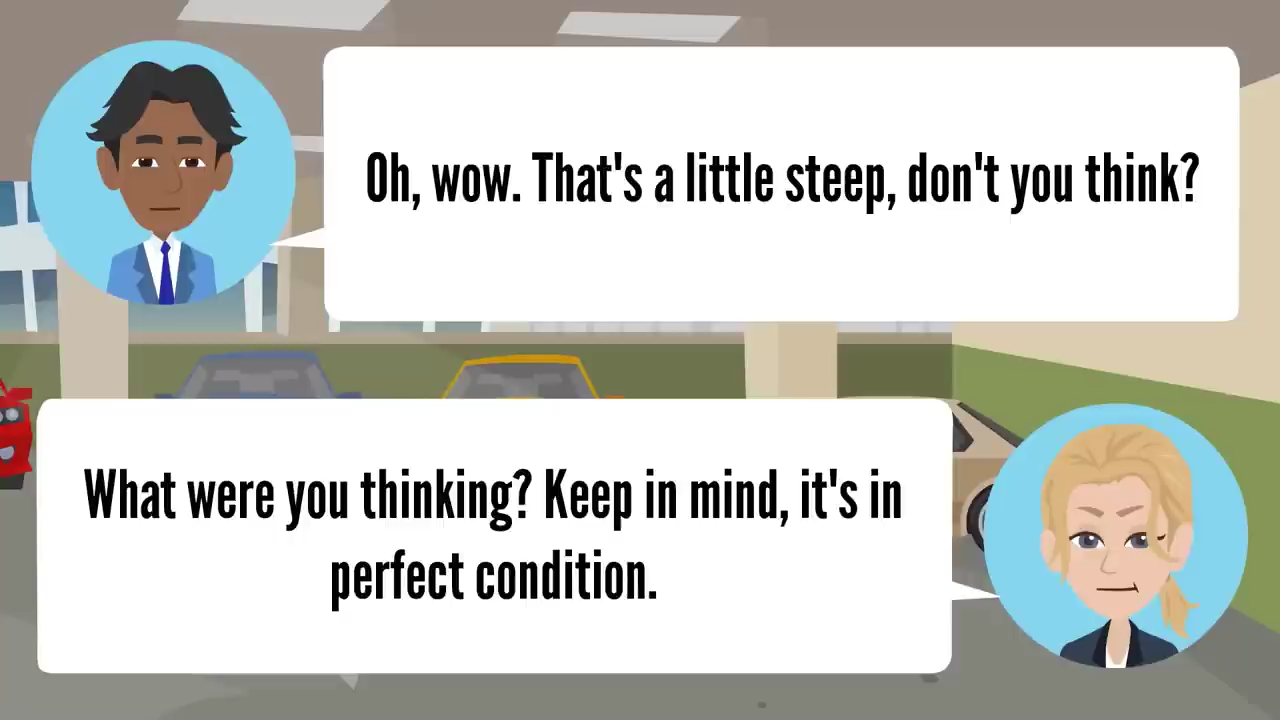 Oh, wow. That's a little steep, don't you think?
What were you thinking? Keep in mind, it's in
perfect condition.